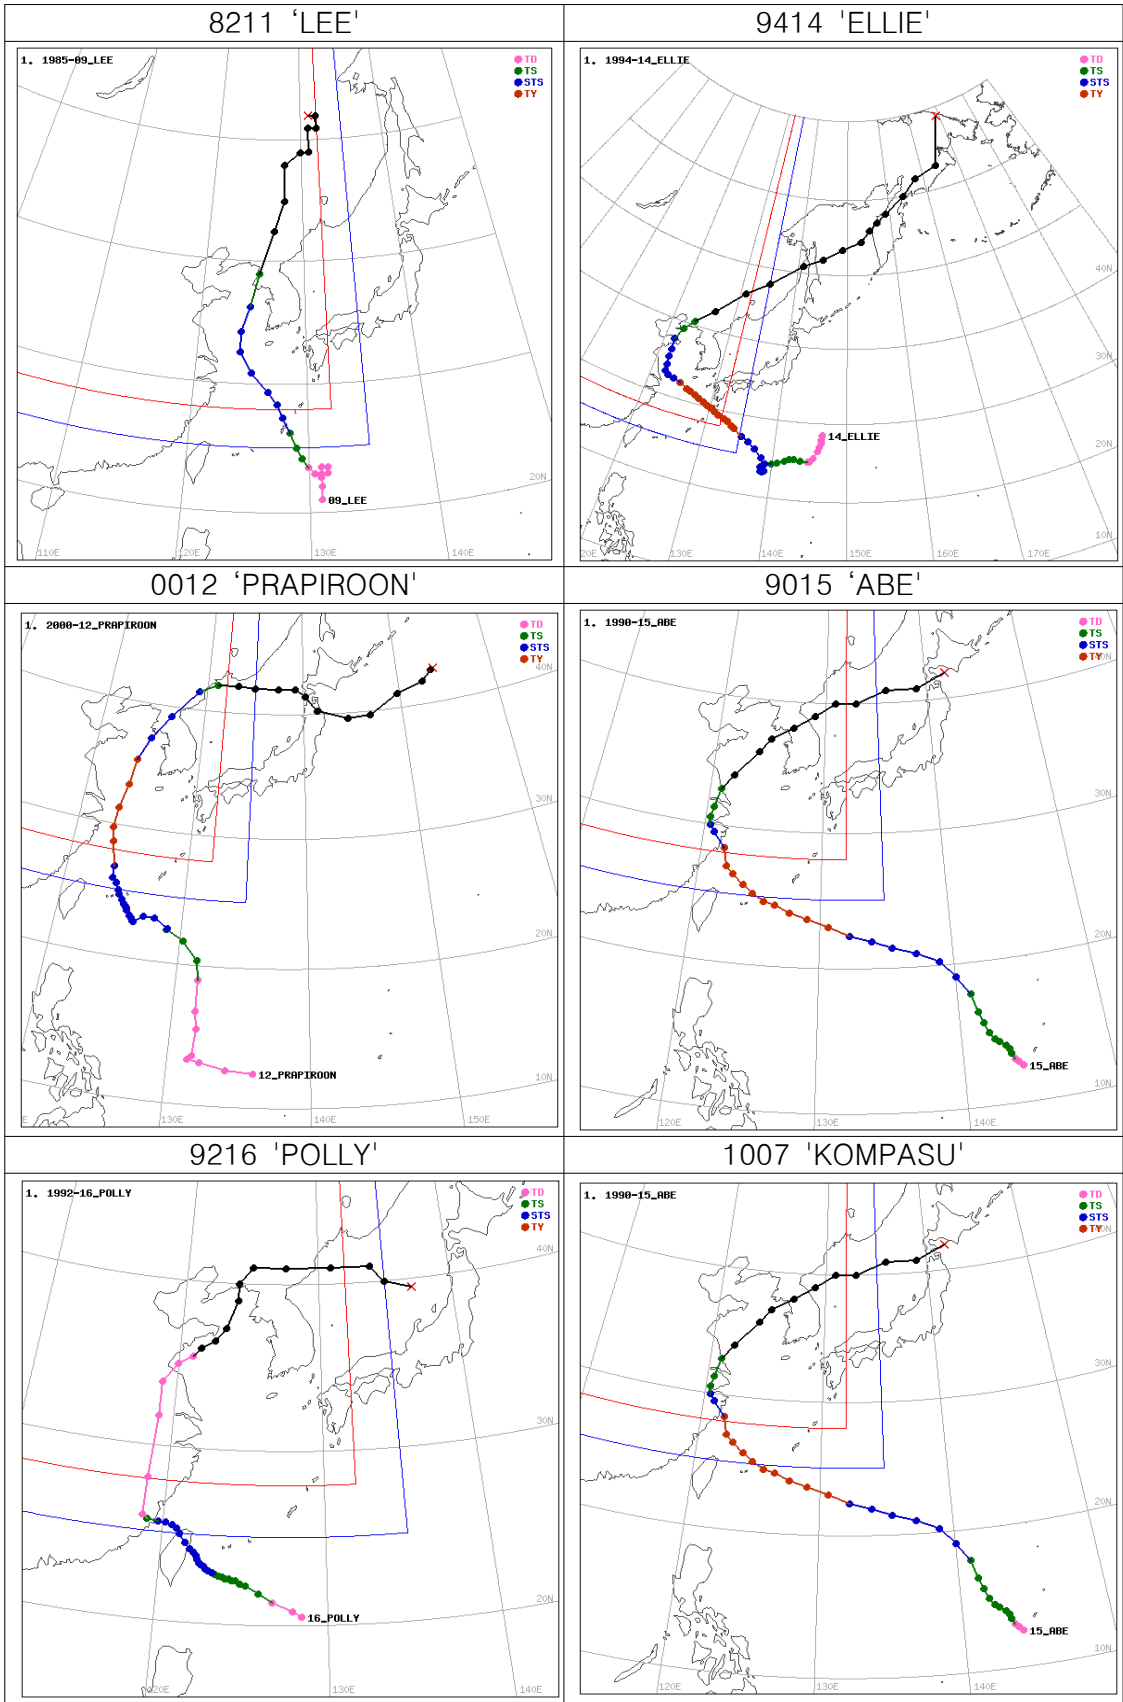 8211 ‘LEE'
9414 'ELLIE'
1. 1985-09_LEE
TD
TS
STS
TY
09_LEE
20N
110E
120E
130E
140E
1. 1994-14_ELLIE
TD
TS
STS
TY
14_ELLIE
40N
30N
20N
10N
20E
130E
140E
150E
160E
170E
0012 ‘PRAPIROON'
9015 ‘ABE'
1. 2000-12_PRAPIROON
TD
TS
STS
TY
40N
30N
20N
10N
12_PRAPIROON
E
130E
140E
150E
1. 1990-15_ABE
TD
TS
STS
TY
0N
30N
20N
10N
15_ABE
120E
130E
140E
9216 'POLLY'
1007 'KOMPASU'
1. 1992-16_POLLY
TD
TS
STS
TY
40N
30N
20N
16_POLLY
120E
130E
140E
1. 1990-15_ABE
TD
TS
STS
TY
0N
30N
20N
10N
15_ABE
120E
130E
140E